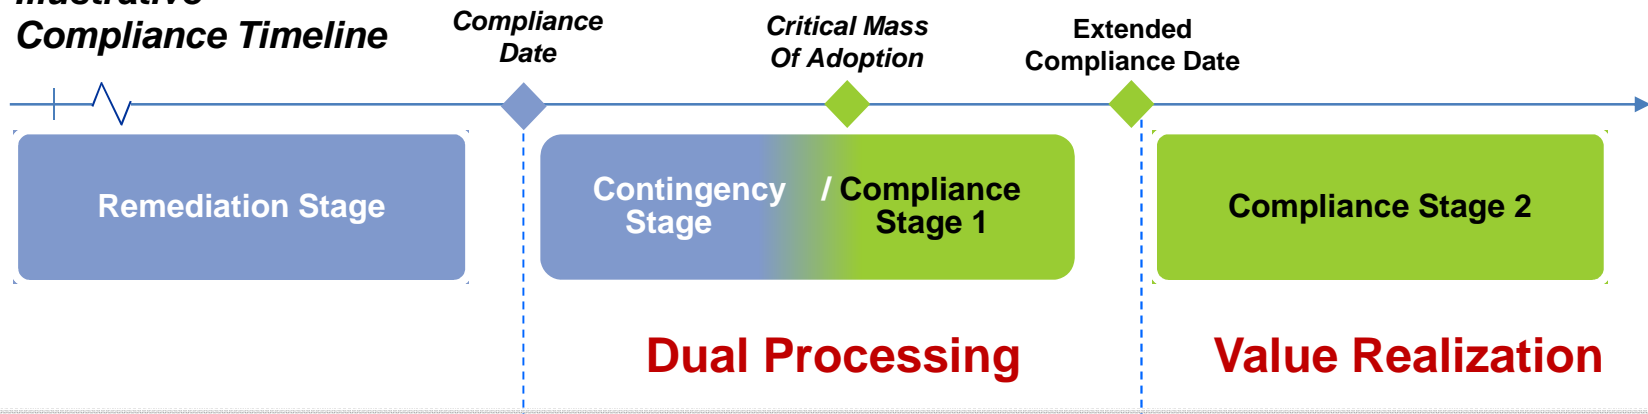 Illustrative
Compliance Timeline
Compliance
Date
Critical Mass
Of Adoption
Extended
Compliance Date
Remediation Stage
Contingency / Compliance
Stage Stage 1
Compliance Stage 2
Dual Processing
Value Realization